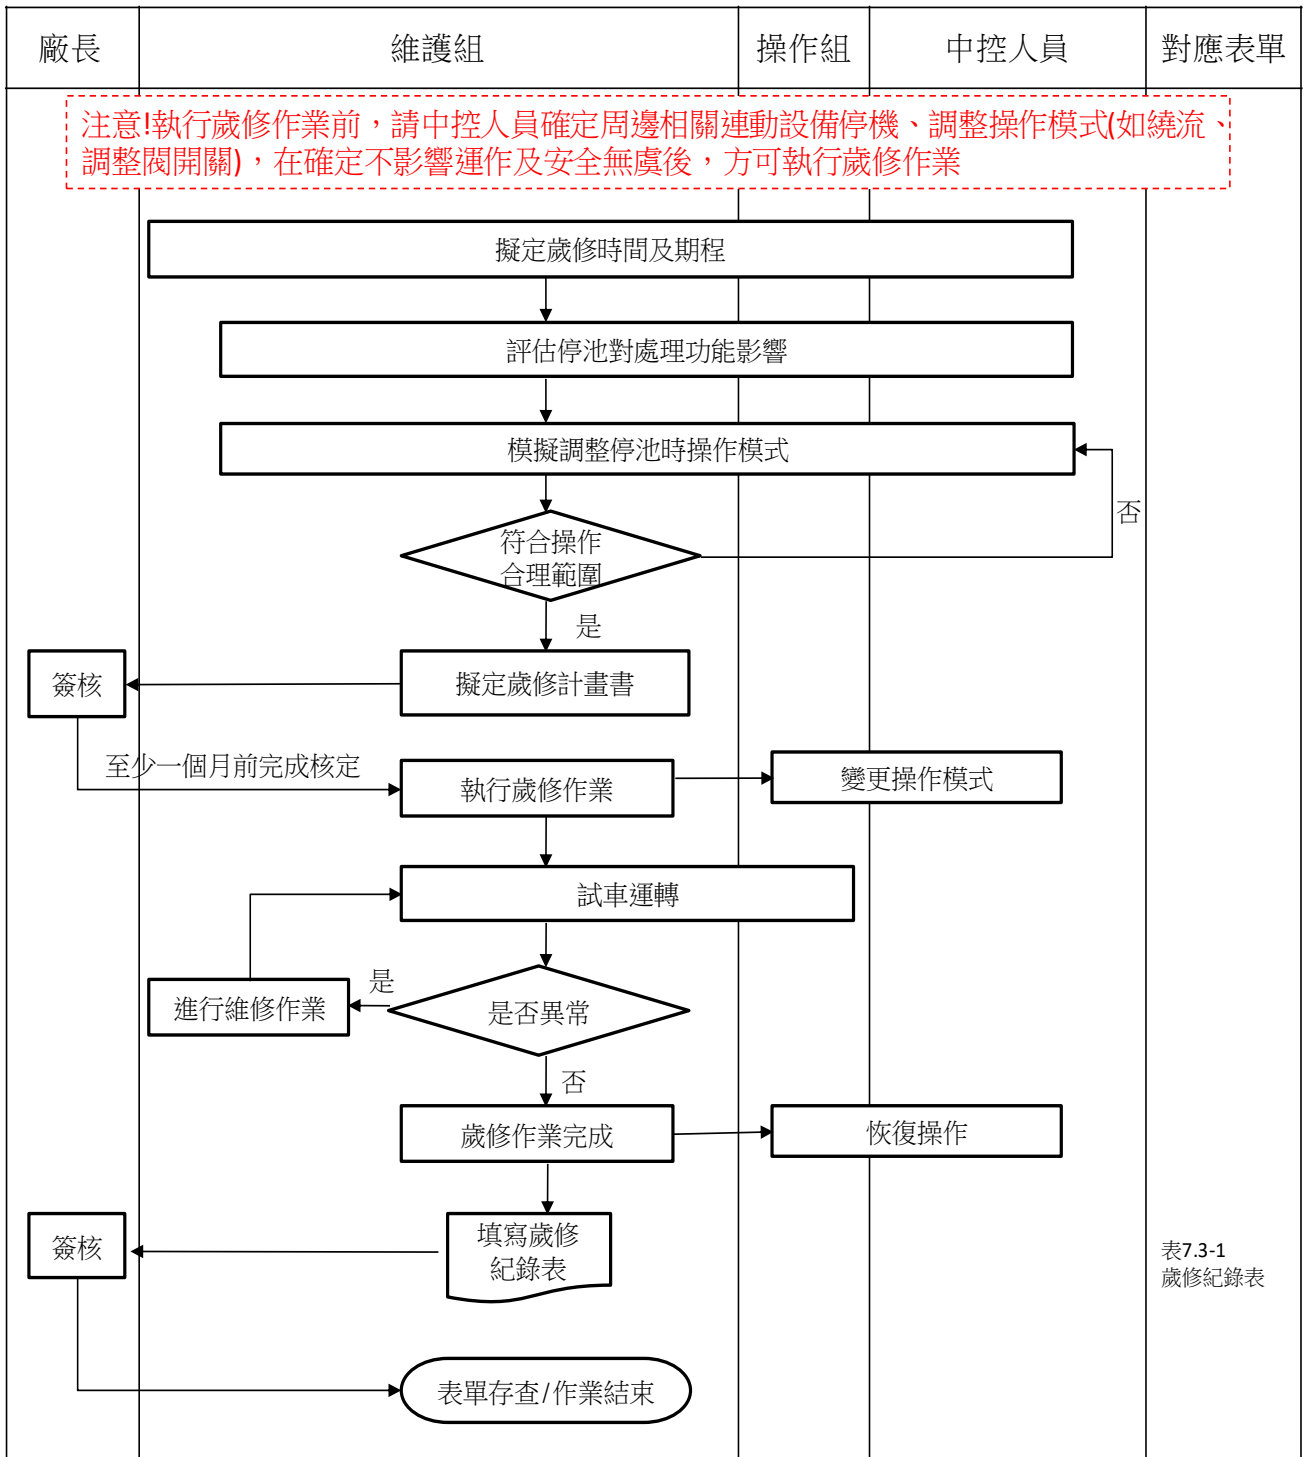 廠長
維護組
操作組
中控人員
對應表單
注意!執行歲修作業前，請中控人員確定周邊相關連動設備停機、調整操作模式(如繞流、
調整閥開關)，在確定不影響運作及安全無虞後，方可執行歲修作業
擬定歲修時間及期程
評估停池對處理功能影響
模擬調整停池時操作模式
否
符合操作
合理範圍
是
簽核
擬定歲修計畫書
至少一個月前完成核定
執行歲修作業
變更操作模式
試車運轉
進行維修作業
是
是否異常
否
歲修作業完成
恢復操作
簽核
填寫歲修
紀錄表
表7.3-1
歲修紀錄表
表單存查/作業結束